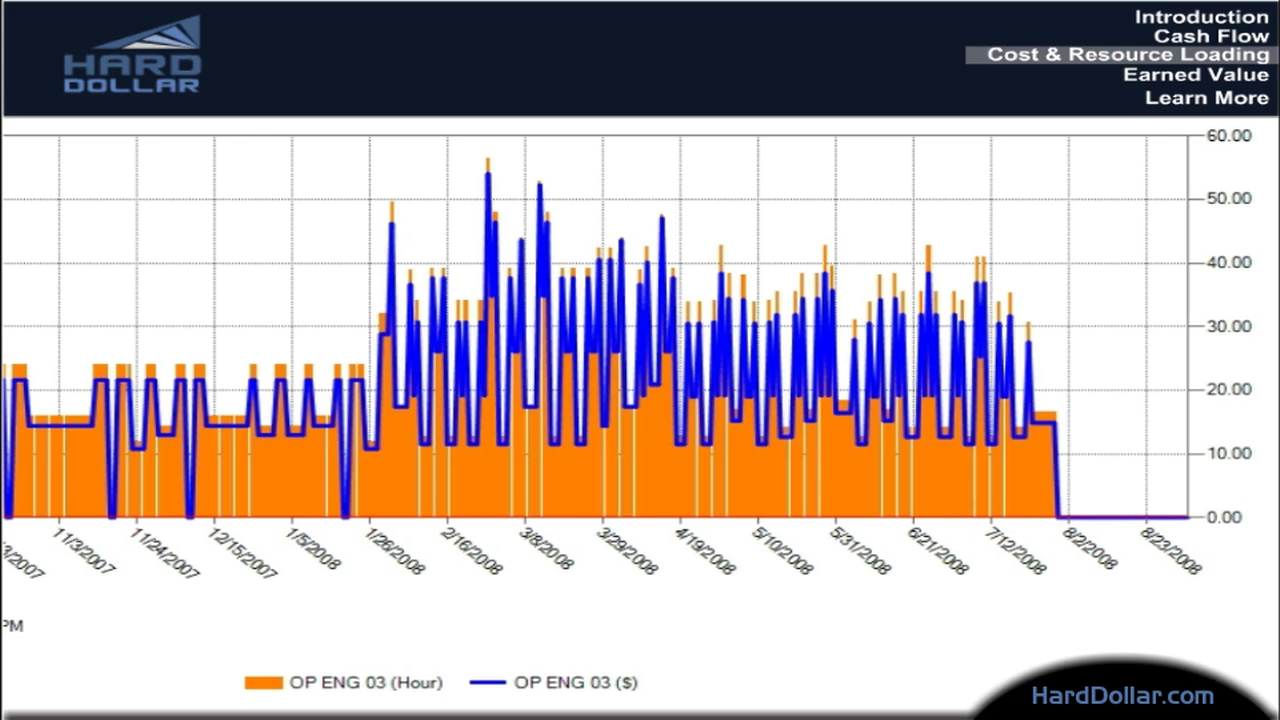 HARD
DOLLAR
Introduction
Cash Flow
Cost & Resource Loading
Earned Value
Learn More
60.00
50.00
40.00
30.00
20.00
10.00
0.00
3/2007
11/3/2007
11/24/2007
12/15/2007
1/5/2008
1/26/2008
2/16/2008
3/8/2008
3/29/2008
4/19/2008
5/10/2008
5/31/2008
6/21/2008
7/12/2008
8/2/2008
8/23/2008
PM
OP ENG 03 (Hour)
OP ENG 03 ($)
HardDollar.com